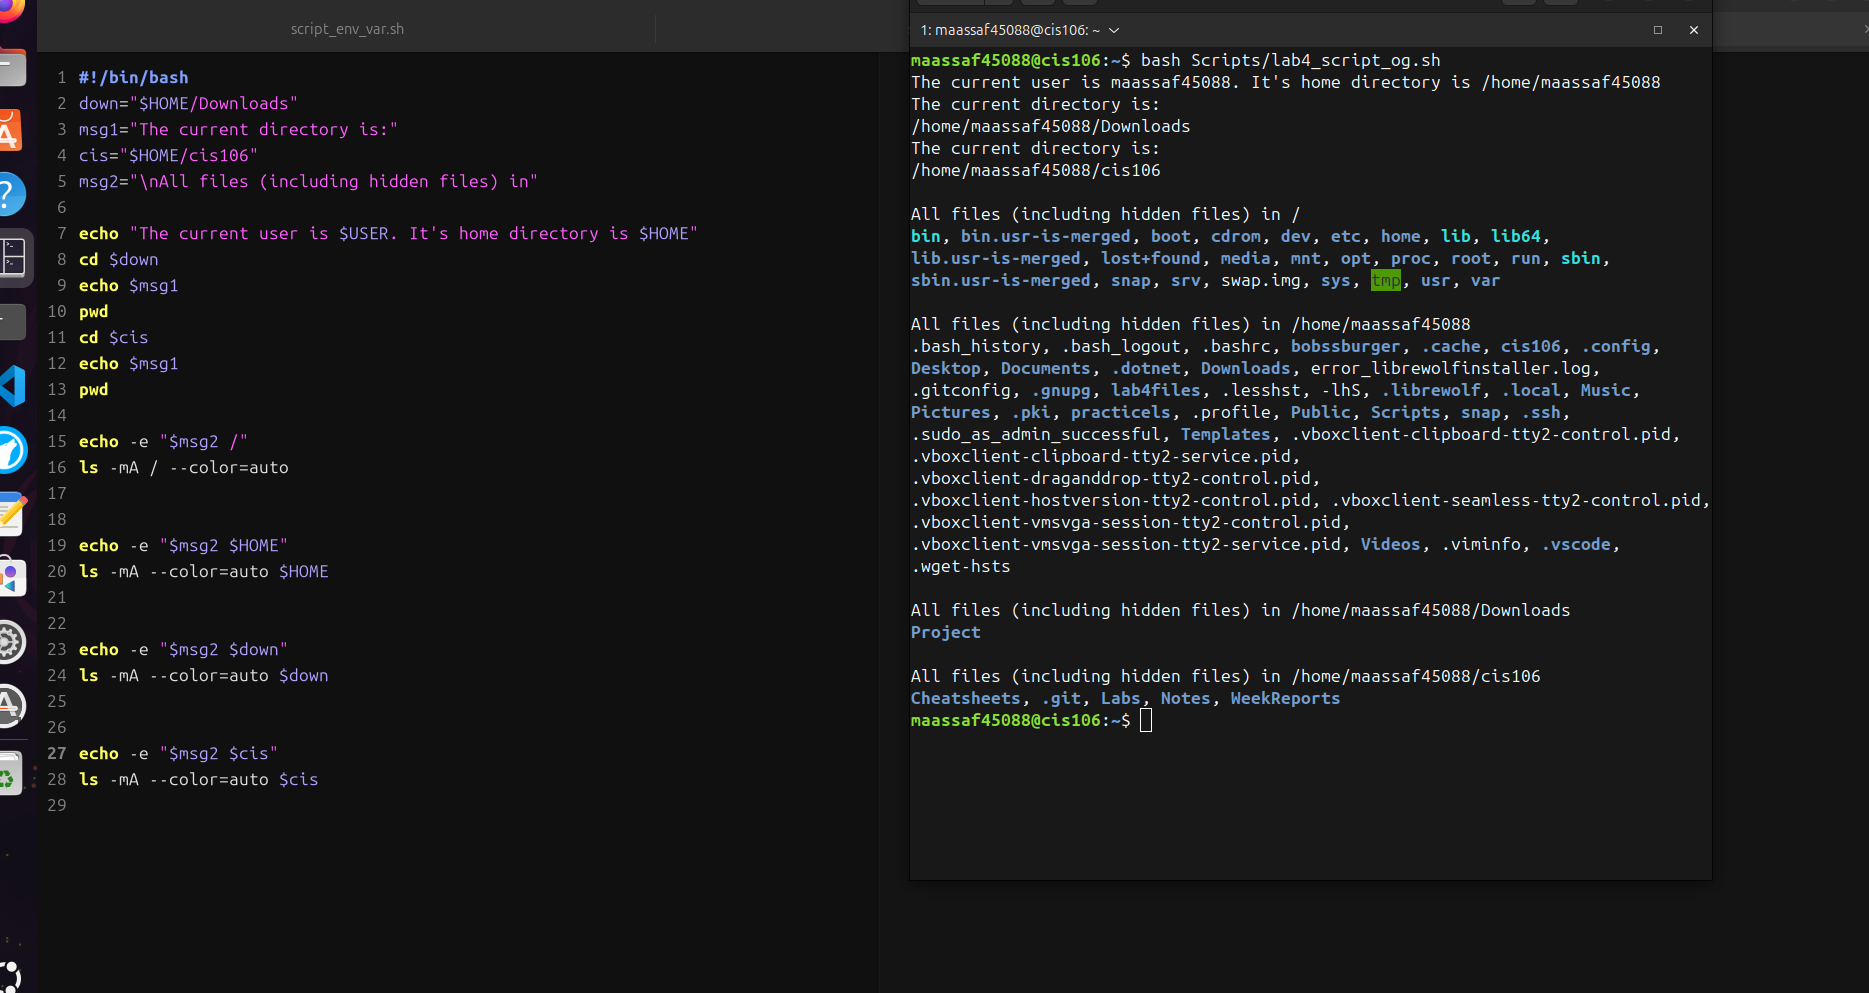 script_env_var.sh
1 #!/bin/bash
2 down="$HOME/Downloads"
3 msg1="The current directory is:"
4 cis="$HOME/cis106"
5 msg2="\nAll files (including hidden files) in"
6
7 echo "The current user is $USER. It's home directory is $HOME"
8 cd $down
9 echo $msg1
10 pwd
11 cd $cis
12 echo $msg1
13 pwd
14
15 echo -e "$msg2 /"
16 ls -mA / --color=auto
17
18
19 echo -e "$msg2 $HOME"
20 ls -mA --color=auto $HOME
21
22
23 echo -e "$msg2 $down"
24 ls -mA --color=auto $down
25
26
27 echo -e "$msg2 $cis"
28 ls -mA --color=auto $cis
29
1: maassaf45088@cis106: ~
maassaf45088@cis106:~$ bash Scripts/lab4_script_og.sh
The current user is maassaf45088. It's home directory is /home/maassaf45088
The current directory is:
/home/maassaf45088/Downloads
The current directory is:
/home/maassaf45088/cis106
All files (including hidden files) in /
bin, bin.usr-is-merged, boot, cdrom, dev, etc, home, lib, lib64,
lib.usr-is-merged, lost+found, media, mnt, opt, proc, root, run, sbin,
sbin.usr-is-merged, snap, srv, swap.img, sys, tmp, usr, var
All files (including hidden files) in /home/maassaf45088
.bash_history, .bash_logout, .bashrc, bobssburger, .cache, cis106, .config,
Desktop, Documents, .dotnet, Downloads, error_librewolfinstaller.log,
.gitconfig, .gnupg, lab4files, .lesshst, -lhS, .librewolf, .local, Music,
Pictures, .pki, practicels, .profile, Public, Scripts, snap, .ssh,
.sudo_as_admin_successful, Templates, .vboxclient-clipboard-tty2-control.pid,
.vboxclient-clipboard-tty2-service.pid,
.vboxclient-draganddrop-tty2-control.pid,
.vboxclient-hostversion-tty2-control.pid, .vboxclient-seamless-tty2-control.pid,
.vboxclient-vmsvga-session-tty2-control.pid,
.vboxclient-vmsvga-session-tty2-service.pid, Videos, .viminfo, .vscode,
.wget-hsts
All files (including hidden files) in /home/maassaf45088/Downloads
Project
All files (including hidden files) in /home/maassaf45088/cis106
Cheatsheets, .git, Labs, Notes, WeekReports
maassaf45088@cis106:~$